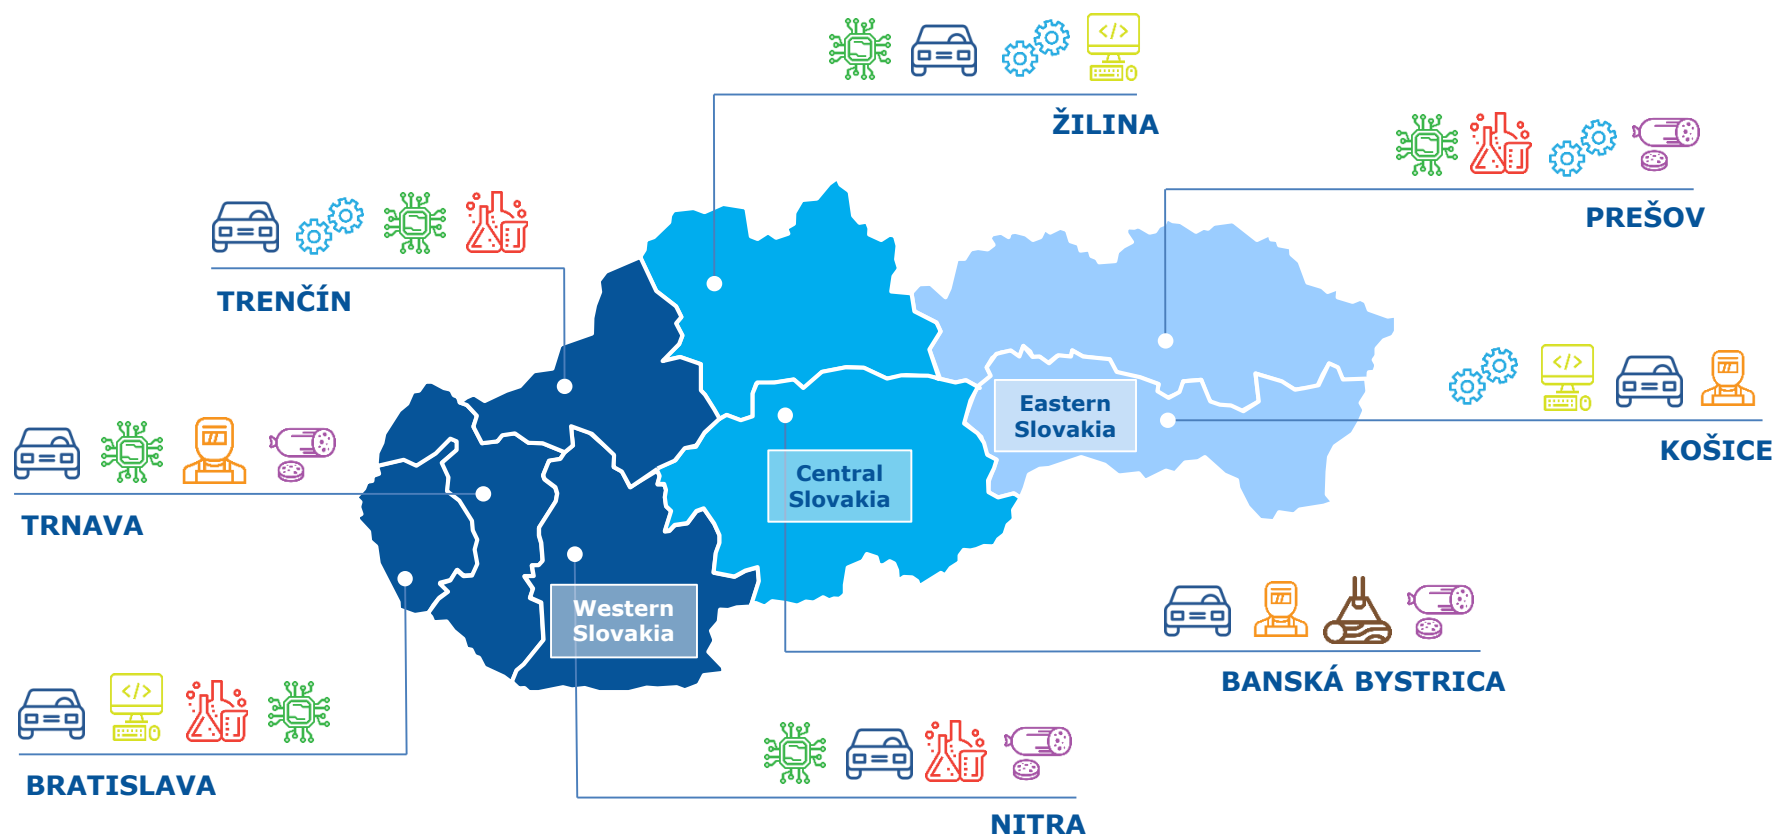 </>
ŽILINA
PREŠOV
TRENČÍN
</>
Eastern
Slovakia
KOŠICE
Central
Slovakia
TRNAVA
Western
Slovakia
BANSKÁ BYSTRICA
</>
BRATISLAVA
NITRA